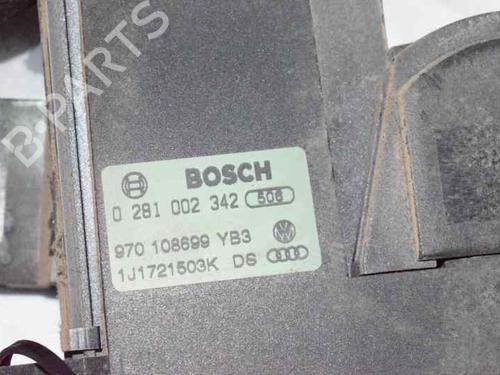 B-PARTS
BOSCH
0 281 002 342 506
970 108699 YB3
1J1721503K DS